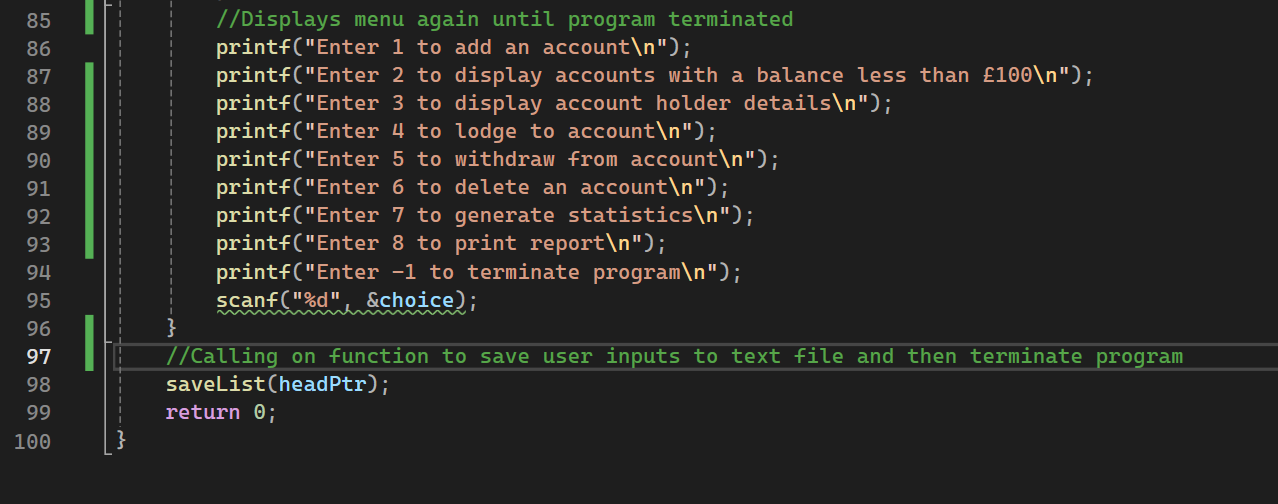 85 //Displays menu again until program terminated
86 printf("Enter 1 to add an account\n");
87 printf("Enter 2 to display accounts with a balance less than £100\n");
88 printf("Enter 3 to display account holder details\n");
89 printf("Enter 4 to lodge to account\n");
90 printf("Enter 5 to withdraw from account\n");
91 printf("Enter 6 to delete an account\n");
92 printf("Enter 7 to generate statistics\n");
93 printf("Enter 8 to print report\n");
94 printf("Enter -1 to terminate program\n");
95 scanf("%d", &choice);
96 }
97 //Calling on function to save user inputs to text file and then terminate program
98 saveList(headPtr);
99 return 0;
100 }